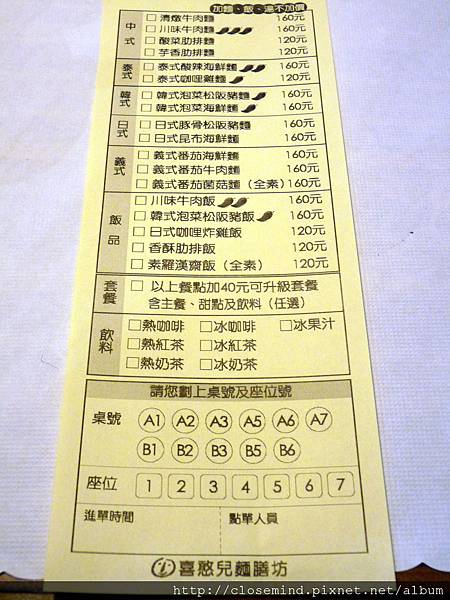 加麵、飯、湯不加價
中式
清燉牛肉麵 160元
川味牛肉麵 160元
酸菜肋排麵 120元
芋香肋排麵 120元
泰式
泰式酸辣海鮮麵 160元
泰式咖哩雞麵 120元
韓式
韓式泡菜松阪豬麵 160元
韓式泡菜海鮮麵 160元
日式
日式豚骨松阪豬麵 160元
日式昆布海鮮麵 160元
義式
義式番茄海鮮麵 160元
義式番茄牛肉麵 160元
義式番茄菌菇麵(全素) 160元
飯品
川味牛肉飯 160元
韓式泡菜松阪豬飯 160元
日式咖哩炸雞飯 120元
香酥肋排飯 120元
素羅漢齋飯(全素) 120元
套餐
以上餐點加40元可升級套餐
含主餐、甜點及飲料(任選)
飲料
熱咖啡 冰咖啡 冰果汁
熱紅茶 冰紅茶
熱奶茶 冰奶茶
請您劃上桌號及座位號
桌號 A1 A2 A3 A5 A6 A7
B1 B2 B3 B5 B6
座位 1 2 3 4 5 6 7
進單時間 點單人員
喜憨兒麵膳坊
http://closemind.pixnet.net/album